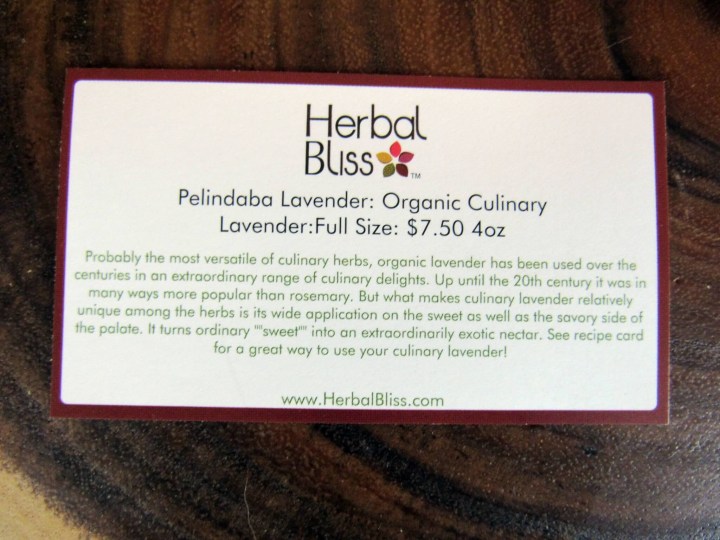 Herbal
Bliss™
Pelindaba Lavender: Organic Culinary
Lavender:Full Size: $7.50 4oz
Probably the most versatile of culinary herbs, organic lavender has been used over the
centuries in an extraordinary range of culinary delights. Up until the 20th century it was in
many ways more popular than rosemary. But what makes culinary lavender relatively
unique among the herbs is its wide application on the sweet as well as the savory side of
the palate. It turns ordinary ""sweet"" into an extraordinarily exotic nectar. See recipe card
for a great way to use your culinary lavender!
www.HerbalBliss.com